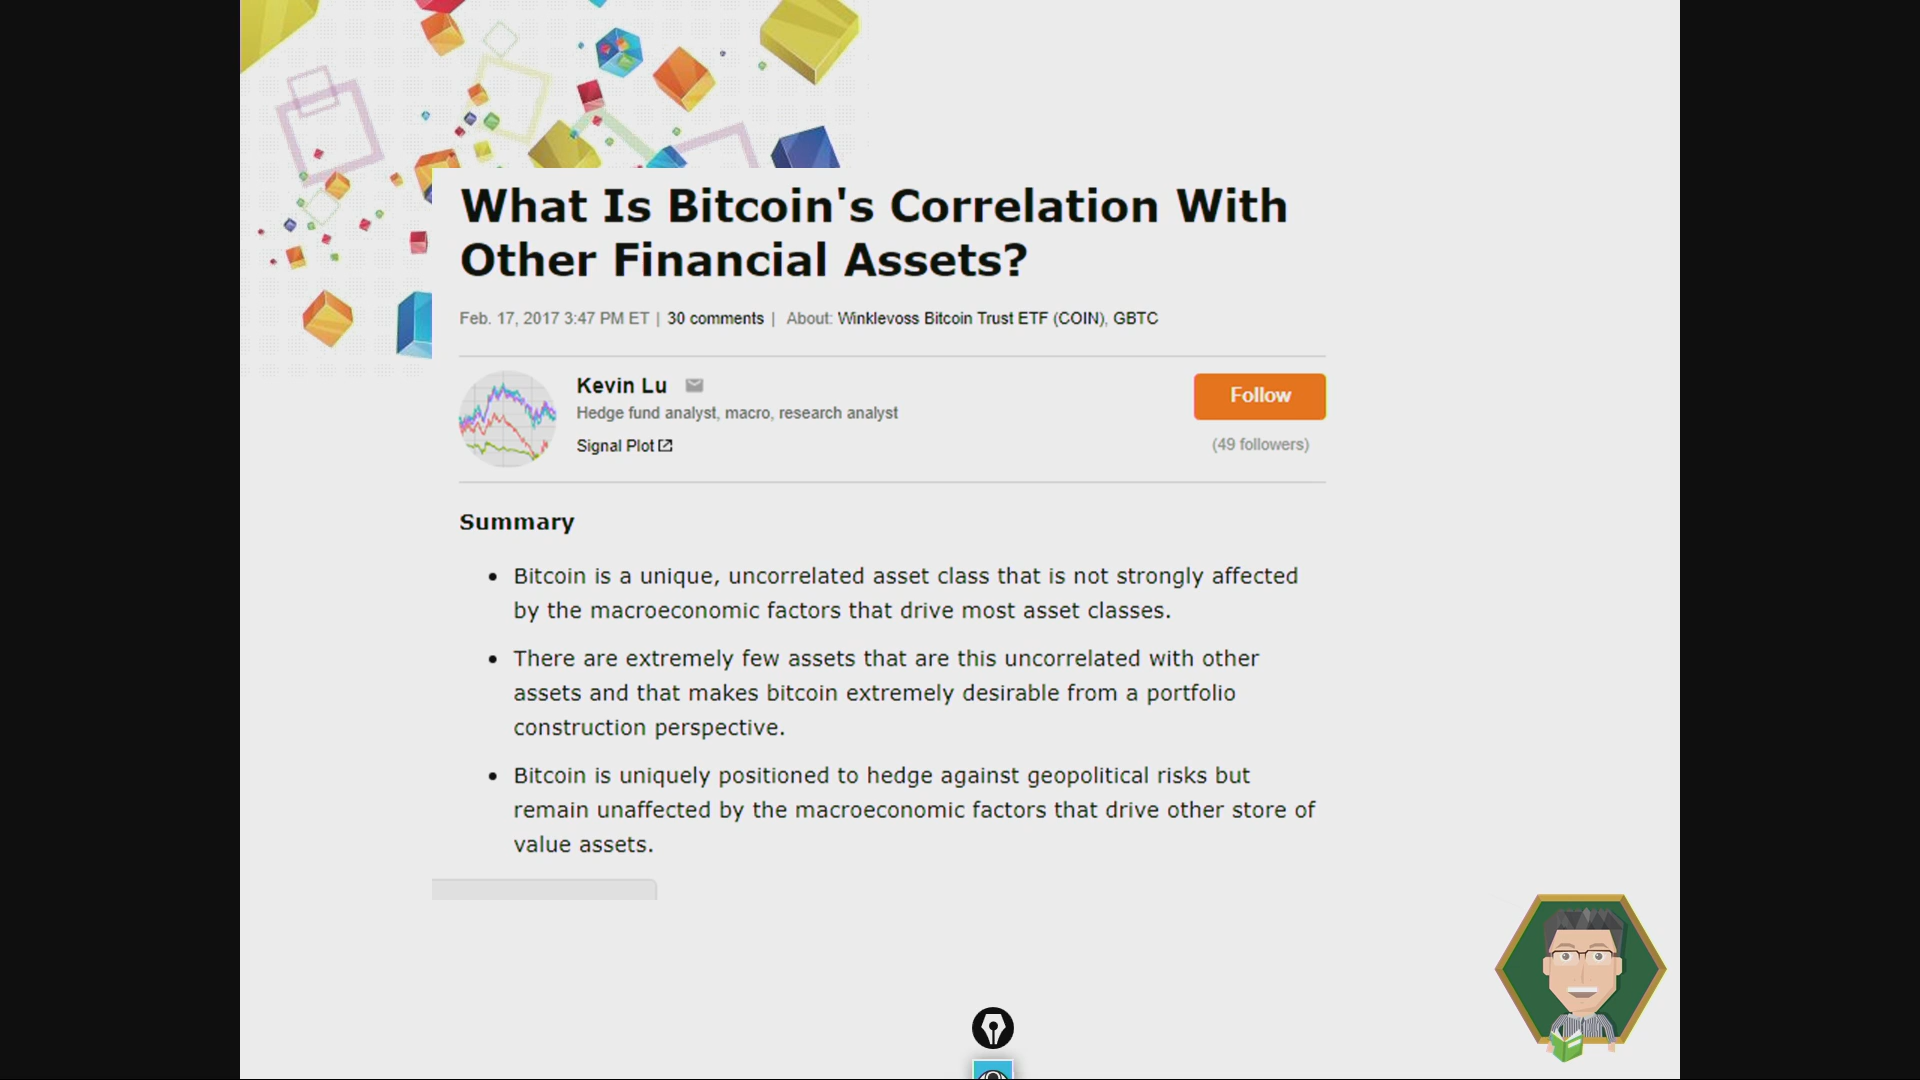 What Is Bitcoin's Correlation With
Other Financial Assets?
Feb. 17, 2017 3:47 PM ET | 30 comments | About: Winklevoss Bitcoin Trust ETF (COIN), GBTC
Kevin Lu
Hedge fund analyst, macro, research analyst
Signal Plot
Follow
(49 followers)
Summary
• Bitcoin is a unique, uncorrelated asset class that is not strongly affected
by the macroeconomic factors that drive most asset classes.
• There are extremely few assets that are this uncorrelated with other
assets and that makes bitcoin extremely desirable from a portfolio
construction perspective.
• Bitcoin is uniquely positioned to hedge against geopolitical risks but
remain unaffected by the macroeconomic factors that drive other store of
value assets.